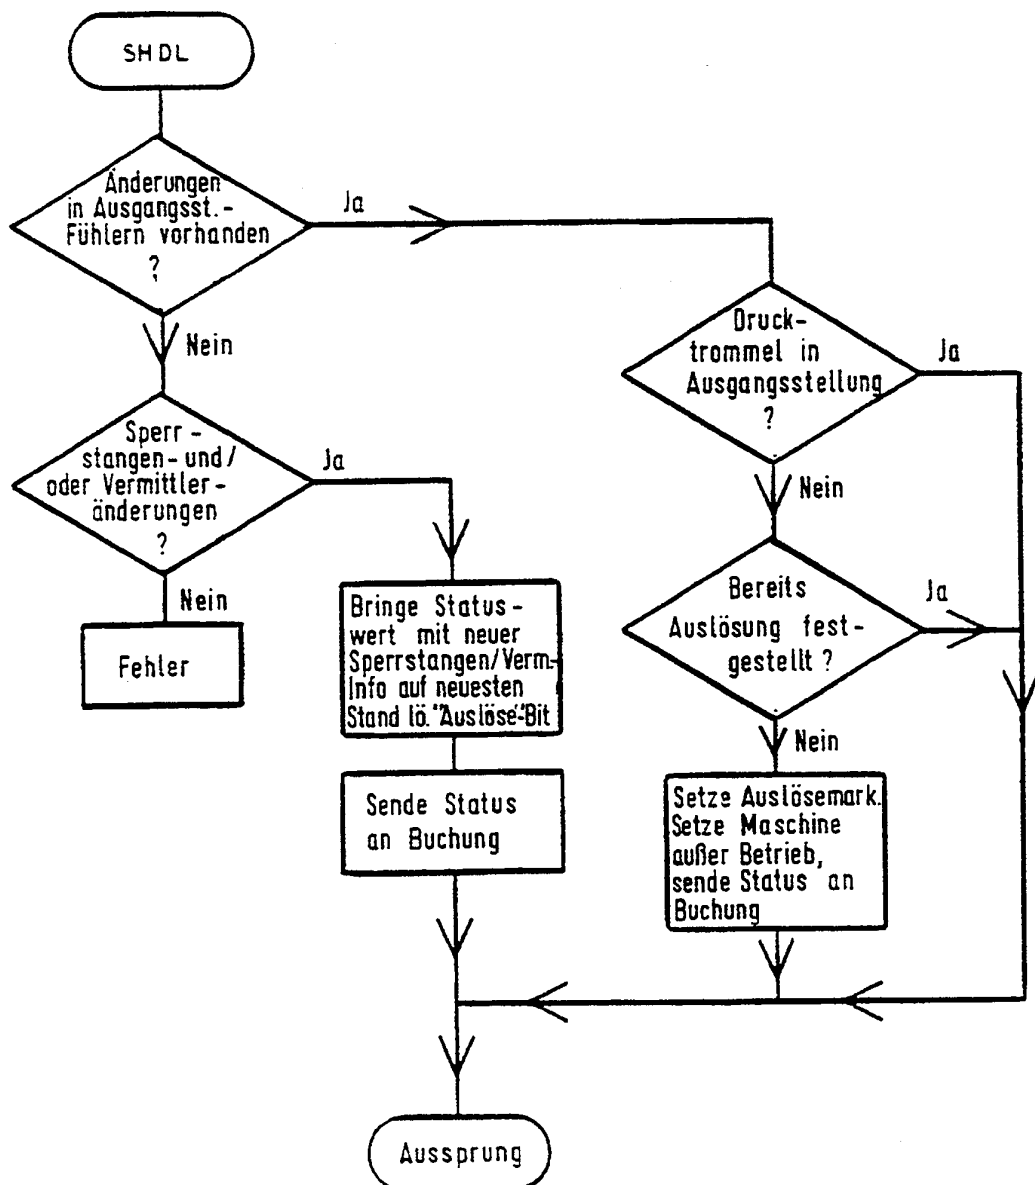 SHDL
Änderungen
in Ausgangsst.-
Fühlern vorhanden
?
Ja
Nein
Druck-
trommel in
Ausgangsstellung
?
Ja
Nein
Sperr-
stangen-und/
oder Vermittler-
änderungen
?
Ja
Nein
Fehler
Bringe Status-
wert mit neuer
Sperrstangen/Verm-
Info auf neuesten
Stand lö."Auslöse"-Bit
Sende Status
an Buchung
Bereits
Auslösung fest-
gestellt?
Ja
Nein
Setze Auslösemark.
Setze Maschine
außer Betrieb,
sende Status an
Buchung
Aussprung